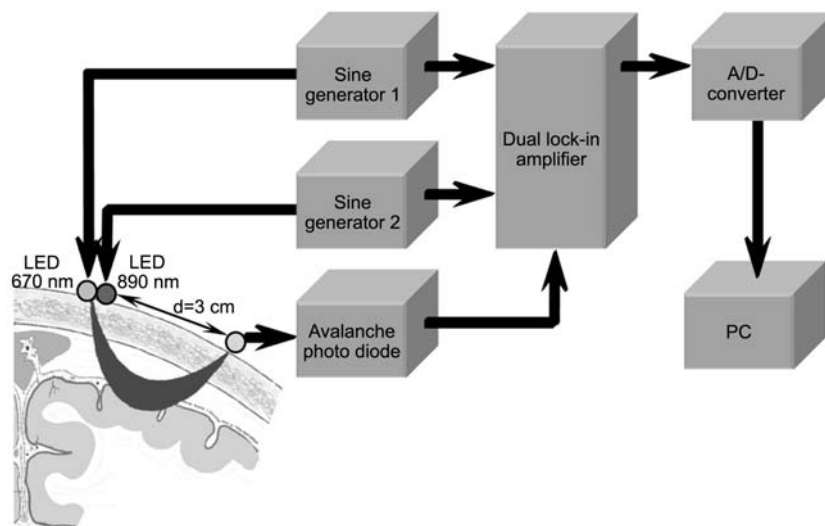 Sine
generator 1
Dual lock-in
amplifier
A/D-
converter
Sine
generator 2
LED
670 nm
LED
890 nm
d=3 cm
Avalanche
photo diode
PC